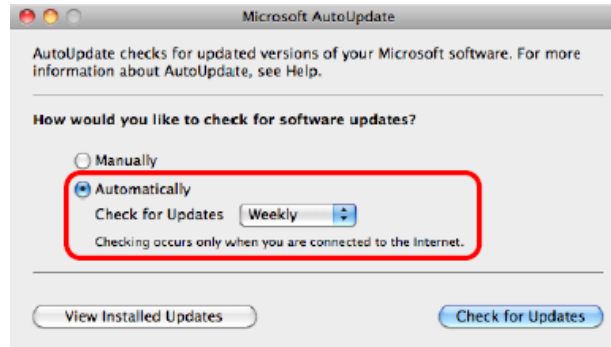 Microsoft AutoUpdate
AutoUpdate checks for updated versions of your Microsoft software. For more
information about AutoUpdate, see Help.
How would you like to check for software updates?
Manually
Automatically
Check for Updates Weekly
Checking occurs only when you are connected to the Internet.
View Installed Updates Check for Updates